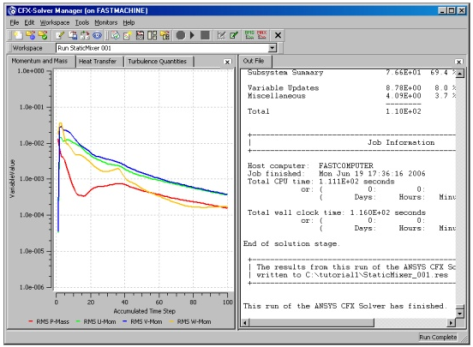 CFX-Solver Manager [on FASTMACHINE]
File Edit Workspace Tools Monitors Help
Workspace Run StaticMixer 001
Momentum and Mass Heat Transfer Turbulence Quantities
1.0e+000
1.0e-001
1.0e-002
1.0e-003
1.0e-004
1.0e-005
1.0e-006
Variable Value
0 20 40 60 80 100
Accumulated Time Step
RMS P-Mass RMS U-Mom RMS V-Mom RMS W-Mom
Out File
Subsystem Summary 7.66E+01 69.4 %
Variable Updates 8.78E+00 8.0 %
Miscellaneous 4.09E+00 3.7 %
--------
Total 1.10E+02
+--------------------
| Job Information
+--------------------
Host computer: FASTCOMPUTER
Job finished: Mon Jun 19 17:36:16 2006
Total CPU time: 1.111E+02 seconds
or: ( 0: 0:
( Days: Hours: Minu
Total wall clock time: 1.160E+02 seconds
or: ( 0: 0:
( Days: Hours: Minu
End of solution stage.
+--------------------
| The results from this run of the ANSYS CFX So
| written to C:\tutorial1\StaticMixer_001.res
+--------------------
This run of the ANSYS CFX Solver has finished.
Run Complete